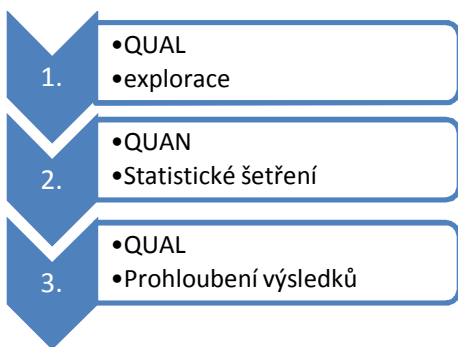 1.
•QUAL
•explorace
2.
•QUAN
•Statistické šetření
3.
•QUAL
•Prohloubení výsledků